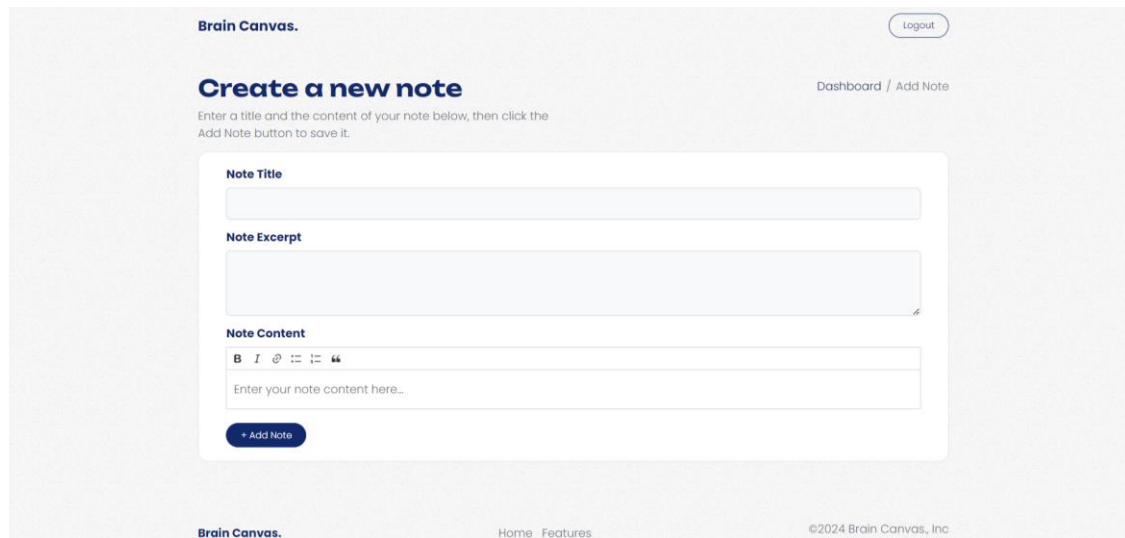 Brain Canvas.
Logout
Create a new note
Dashboard / Add Note
Enter a title and the content of your note below, then click the
Add Note button to save it.
Note Title
Note Excerpt
Note Content
B I
Enter your note content here...
+ Add Note
Brain Canvas.
Home Features
©2024 Brain Canvas., Inc